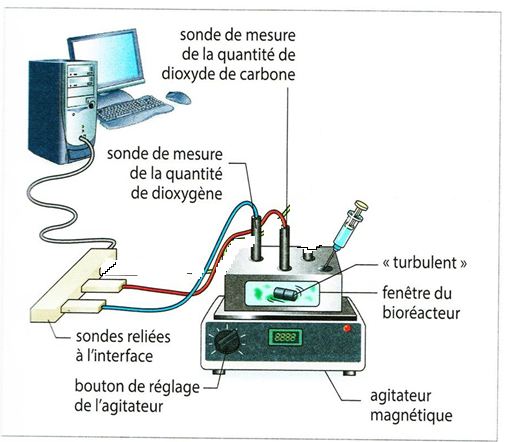 sonde de mesure
de la quantité de
dioxyde de carbone
sonde de mesure
de la quantité
de dioxygène
« turbulent »
fenêtre du
bioréacteur
sondes reliées
à l'interface
bouton de réglage
de l'agitateur
agitateur
magnétique
8888